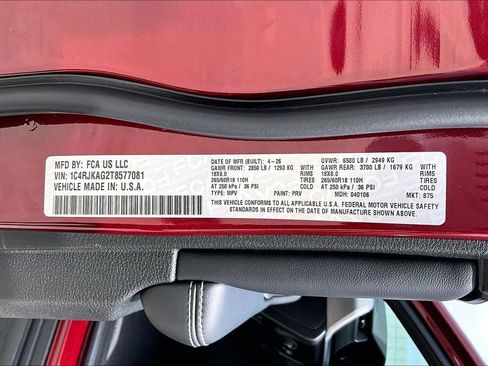 MFD BY: FCA US LLC
VIN: 1C4RJKAG2T8577081
VEHICLE MADE IN: U.S.A.
DATE OF MFR (BUILT): 4-26 GVWR: 6500 LB / 2949 KG
GAWR FRONT: 2850 LB / 1293 KG GAWR REAR: 3700 LB / 1679 KG
18X8.0 RIMS 18X8.0 RIMS
265/60R18 110H TIRES 265/60R18 110H TIRES
AT 250 kPa / 36 PSI COLD AT 250 kPa / 36 PSI COLD
TYPE: MPV PAINT: PRV MDH: 040106 MKT: 875
THIS VEHICLE CONFORMS TO ALL APPLICABLE U.S.A. FEDERAL MOTOR VEHICLE SAFETY
STANDARDS IN EFFECT ON THE DATE OF MANUFACTURE SHOWN ABOVE.